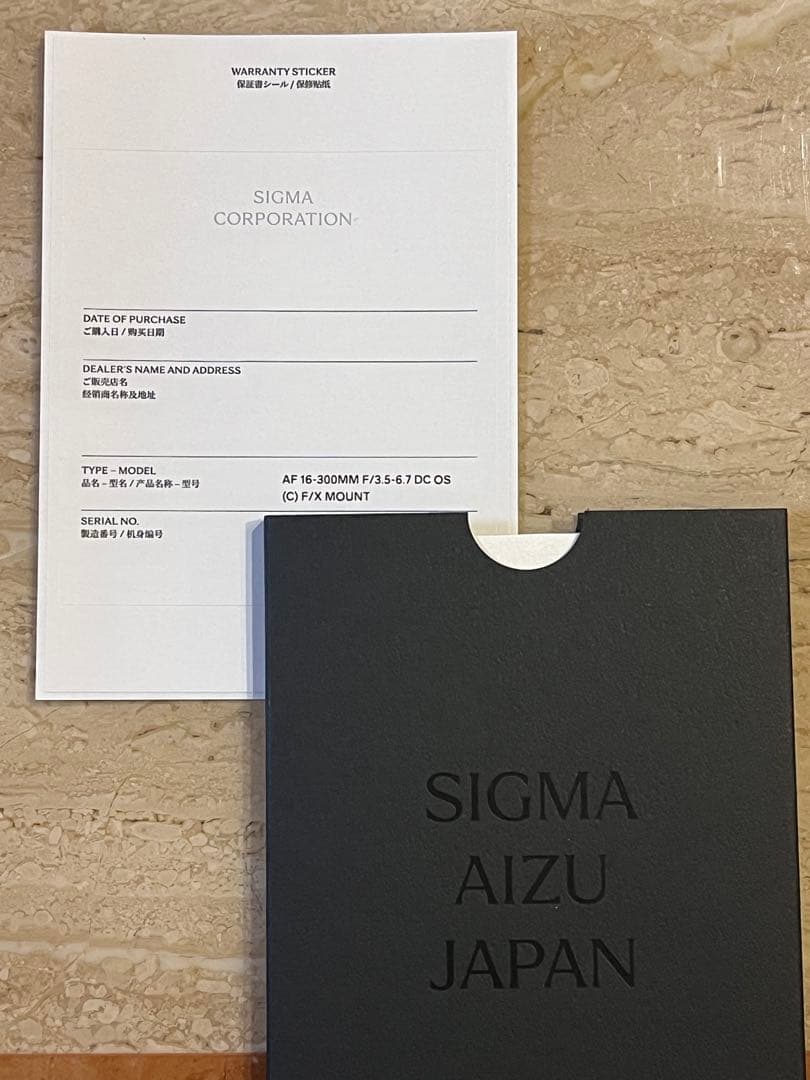 WARRANTY STICKER
保証書シール / 保修贴纸
SIGMA
CORPORATION
DATE OF PURCHASE
ご購入日 / 购买日期
DEALER'S NAME AND ADDRESS
ご販売店名
经销商名称及地址
TYPE – MODEL
品名 – 型名 / 产品名称 – 型号
AF 16-300MM F/3.5-6.7 DC OS
(C) F/X MOUNT
SERIAL NO.
製造番号 / 机身编号
SIGMA
AIZU
JAPAN